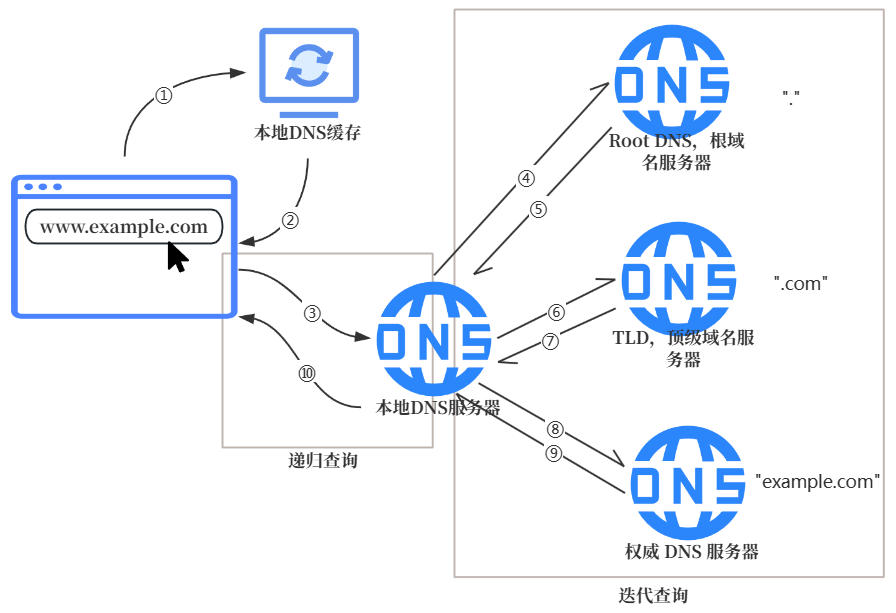 ①
本地DNS缓存
②
www.example.com
③
⑩
DNS
本地DNS服务器
递归查询
④
⑤
DNS
Root DNS，根域
名服务器
"."
⑥
⑦
DNS
TLD，顶级域名服
务器
".com"
⑧
⑨
DNS
权威 DNS 服务器
"example.com"
迭代查询